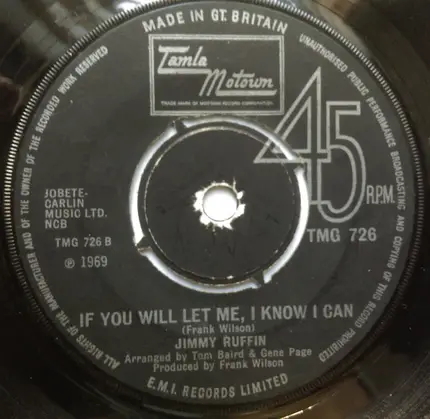 MADE IN GT. BRITAIN
UNAUTHORISED PUBLIC PERFORMANCE BROADCASTING AND COPYING OF THIS RECORD PROHIBITED
ALL RIGHTS OF THE MANUFACTURER AND OF THE OWNER OF THE RECORDED WORK RESERVED
Tamla
Motown
TRADE MARK OF MOTOWN RECORD CORPORATION
45
R.P.M.
JOBETE-
CARLIN
MUSIC LTD.
NCB
TMG 726 B
TMG 726
℗ 1969
IF YOU WILL LET ME, I KNOW I CAN
(Frank Wilson)
JIMMY RUFFIN
Arranged by Tom Baird & Gene Page
Produced by Frank Wilson
E.M.I. RECORDS LIMITED